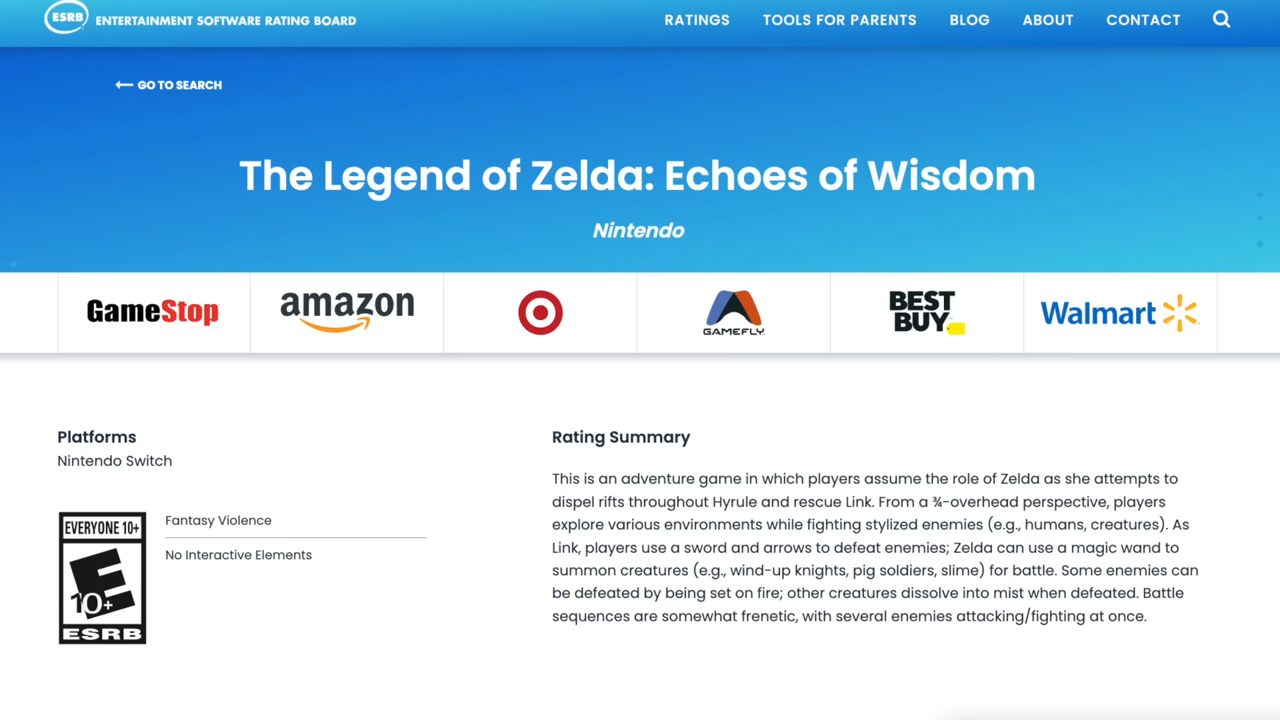 ESRB ENTERTAINMENT SOFTWARE RATING BOARD
RATINGS TOOLS FOR PARENTS BLOG ABOUT CONTACT
GO TO SEARCH
The Legend of Zelda: Echoes of Wisdom
Nintendo
GameStop amazon GAMEFLY BEST BUY Walmart
Platforms
Nintendo Switch
EVERYONE 10+
E
10+
ESRB
Fantasy Violence
No Interactive Elements
Rating Summary
This is an adventure game in which players assume the role of Zelda as she attempts to
dispel rifts throughout Hyrule and rescue Link. From a ¾-overhead perspective, players
explore various environments while fighting stylized enemies (e.g., humans, creatures). As
Link, players use a sword and arrows to defeat enemies; Zelda can use a magic wand to
summon creatures (e.g., wind-up knights, pig soldiers, slime) for battle. Some enemies can
be defeated by being set on fire; other creatures dissolve into mist when defeated. Battle
sequences are somewhat frenetic, with several enemies attacking/fighting at once.